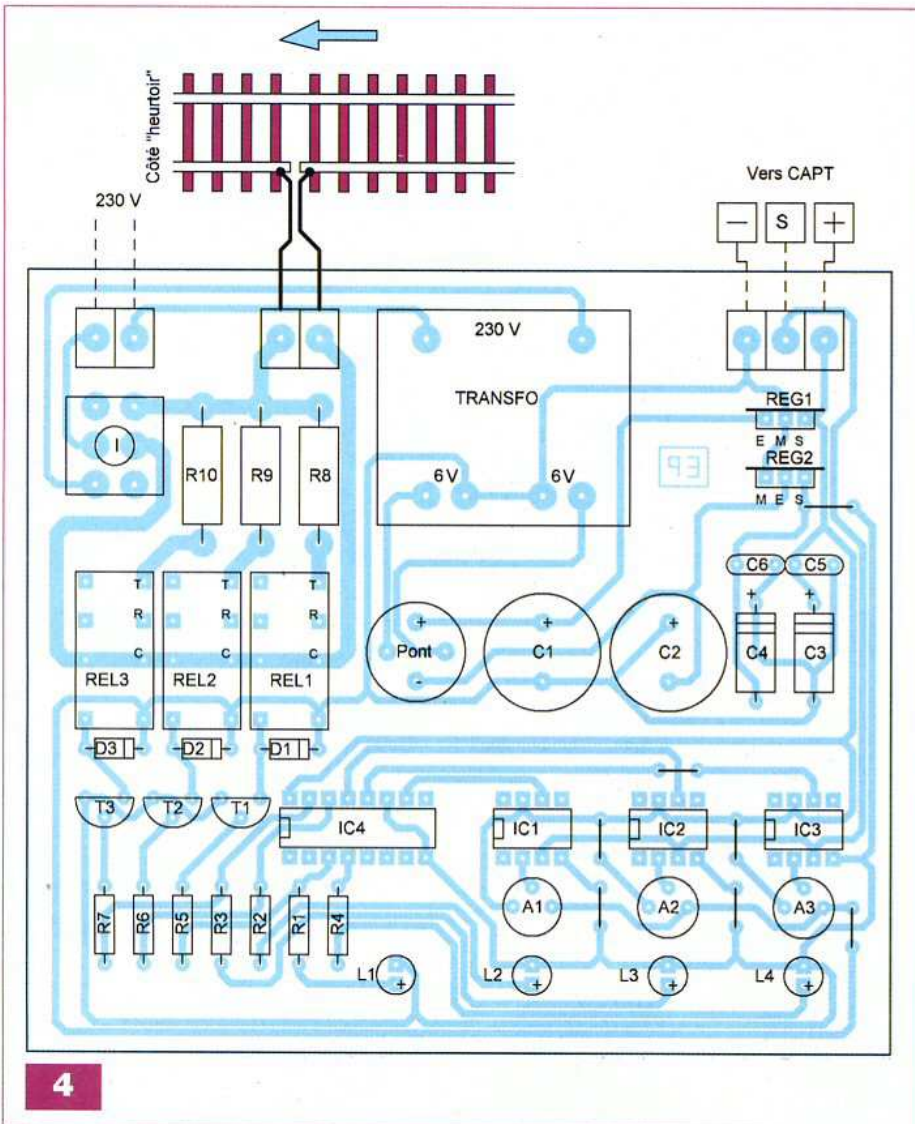 Côté "heurtoir"
230 V
Vers CAPT
− S +
230 V
TRANSFO
6V 6V
I
R10 R9 R8
REG1
E M S
REG2
M E S
EP
C6 C5
+ +
C4 C3
T T T
R R R
C C C
REL3 REL2 REL1
+
Pont
-
+
C1
+
C2
D3 D2 D1
T3 T2 T1
IC4 IC1 IC2 IC3
R7 R6 R5 R3 R2 R1 R4
A1 A2 A3
L1 L2 L3 L4
+ + + +
4